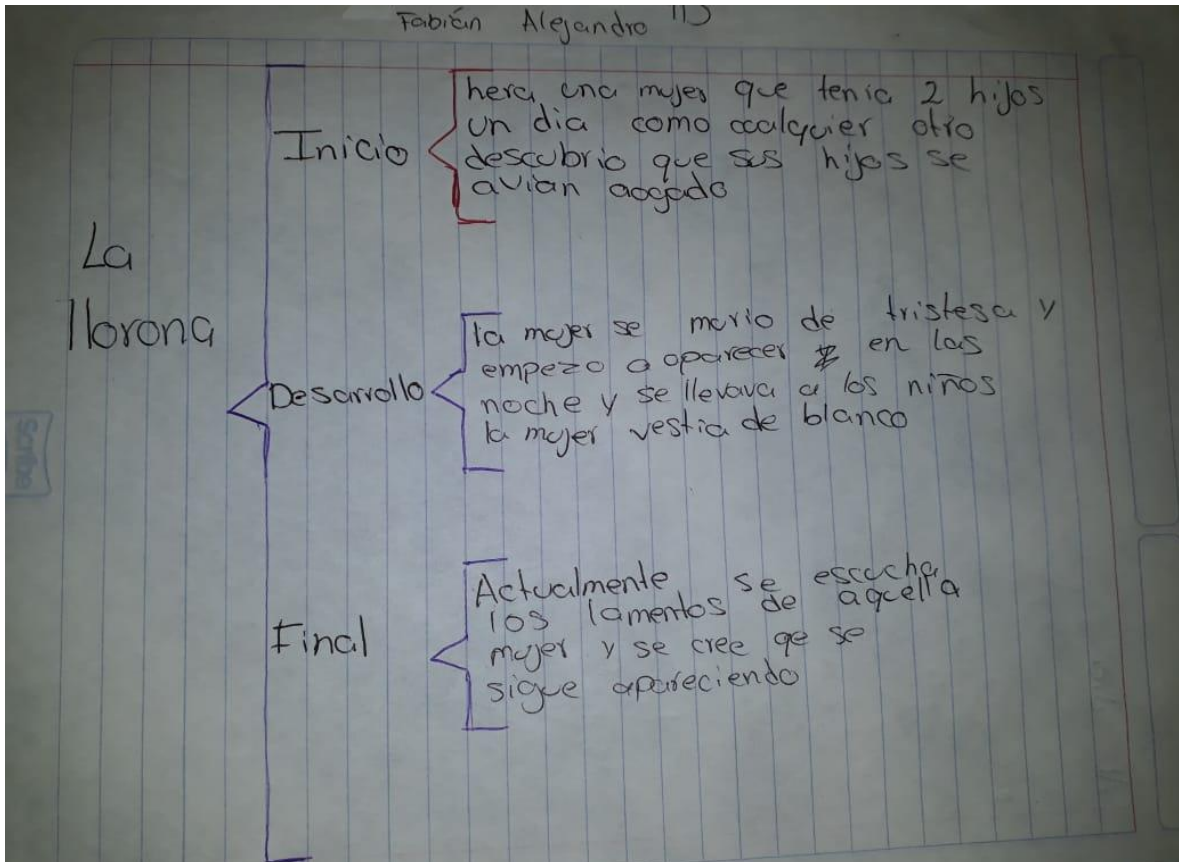 Fabián Alejandro
La
llorona
Inicio
hera una mujer que tenia 2 hijos
un dia como cualquier otro
descubrio que sus hijos se
avían aogado
Desarrollo
la mujer se murio de tristesa y
empezo a aparecer en las
noche y se llevava a los niños
la mujer vestia de blanco
Final
Actualmente se escucha
los lamentos de aquella
mujer y se cree qe se
sigue apareciendo
Scribe